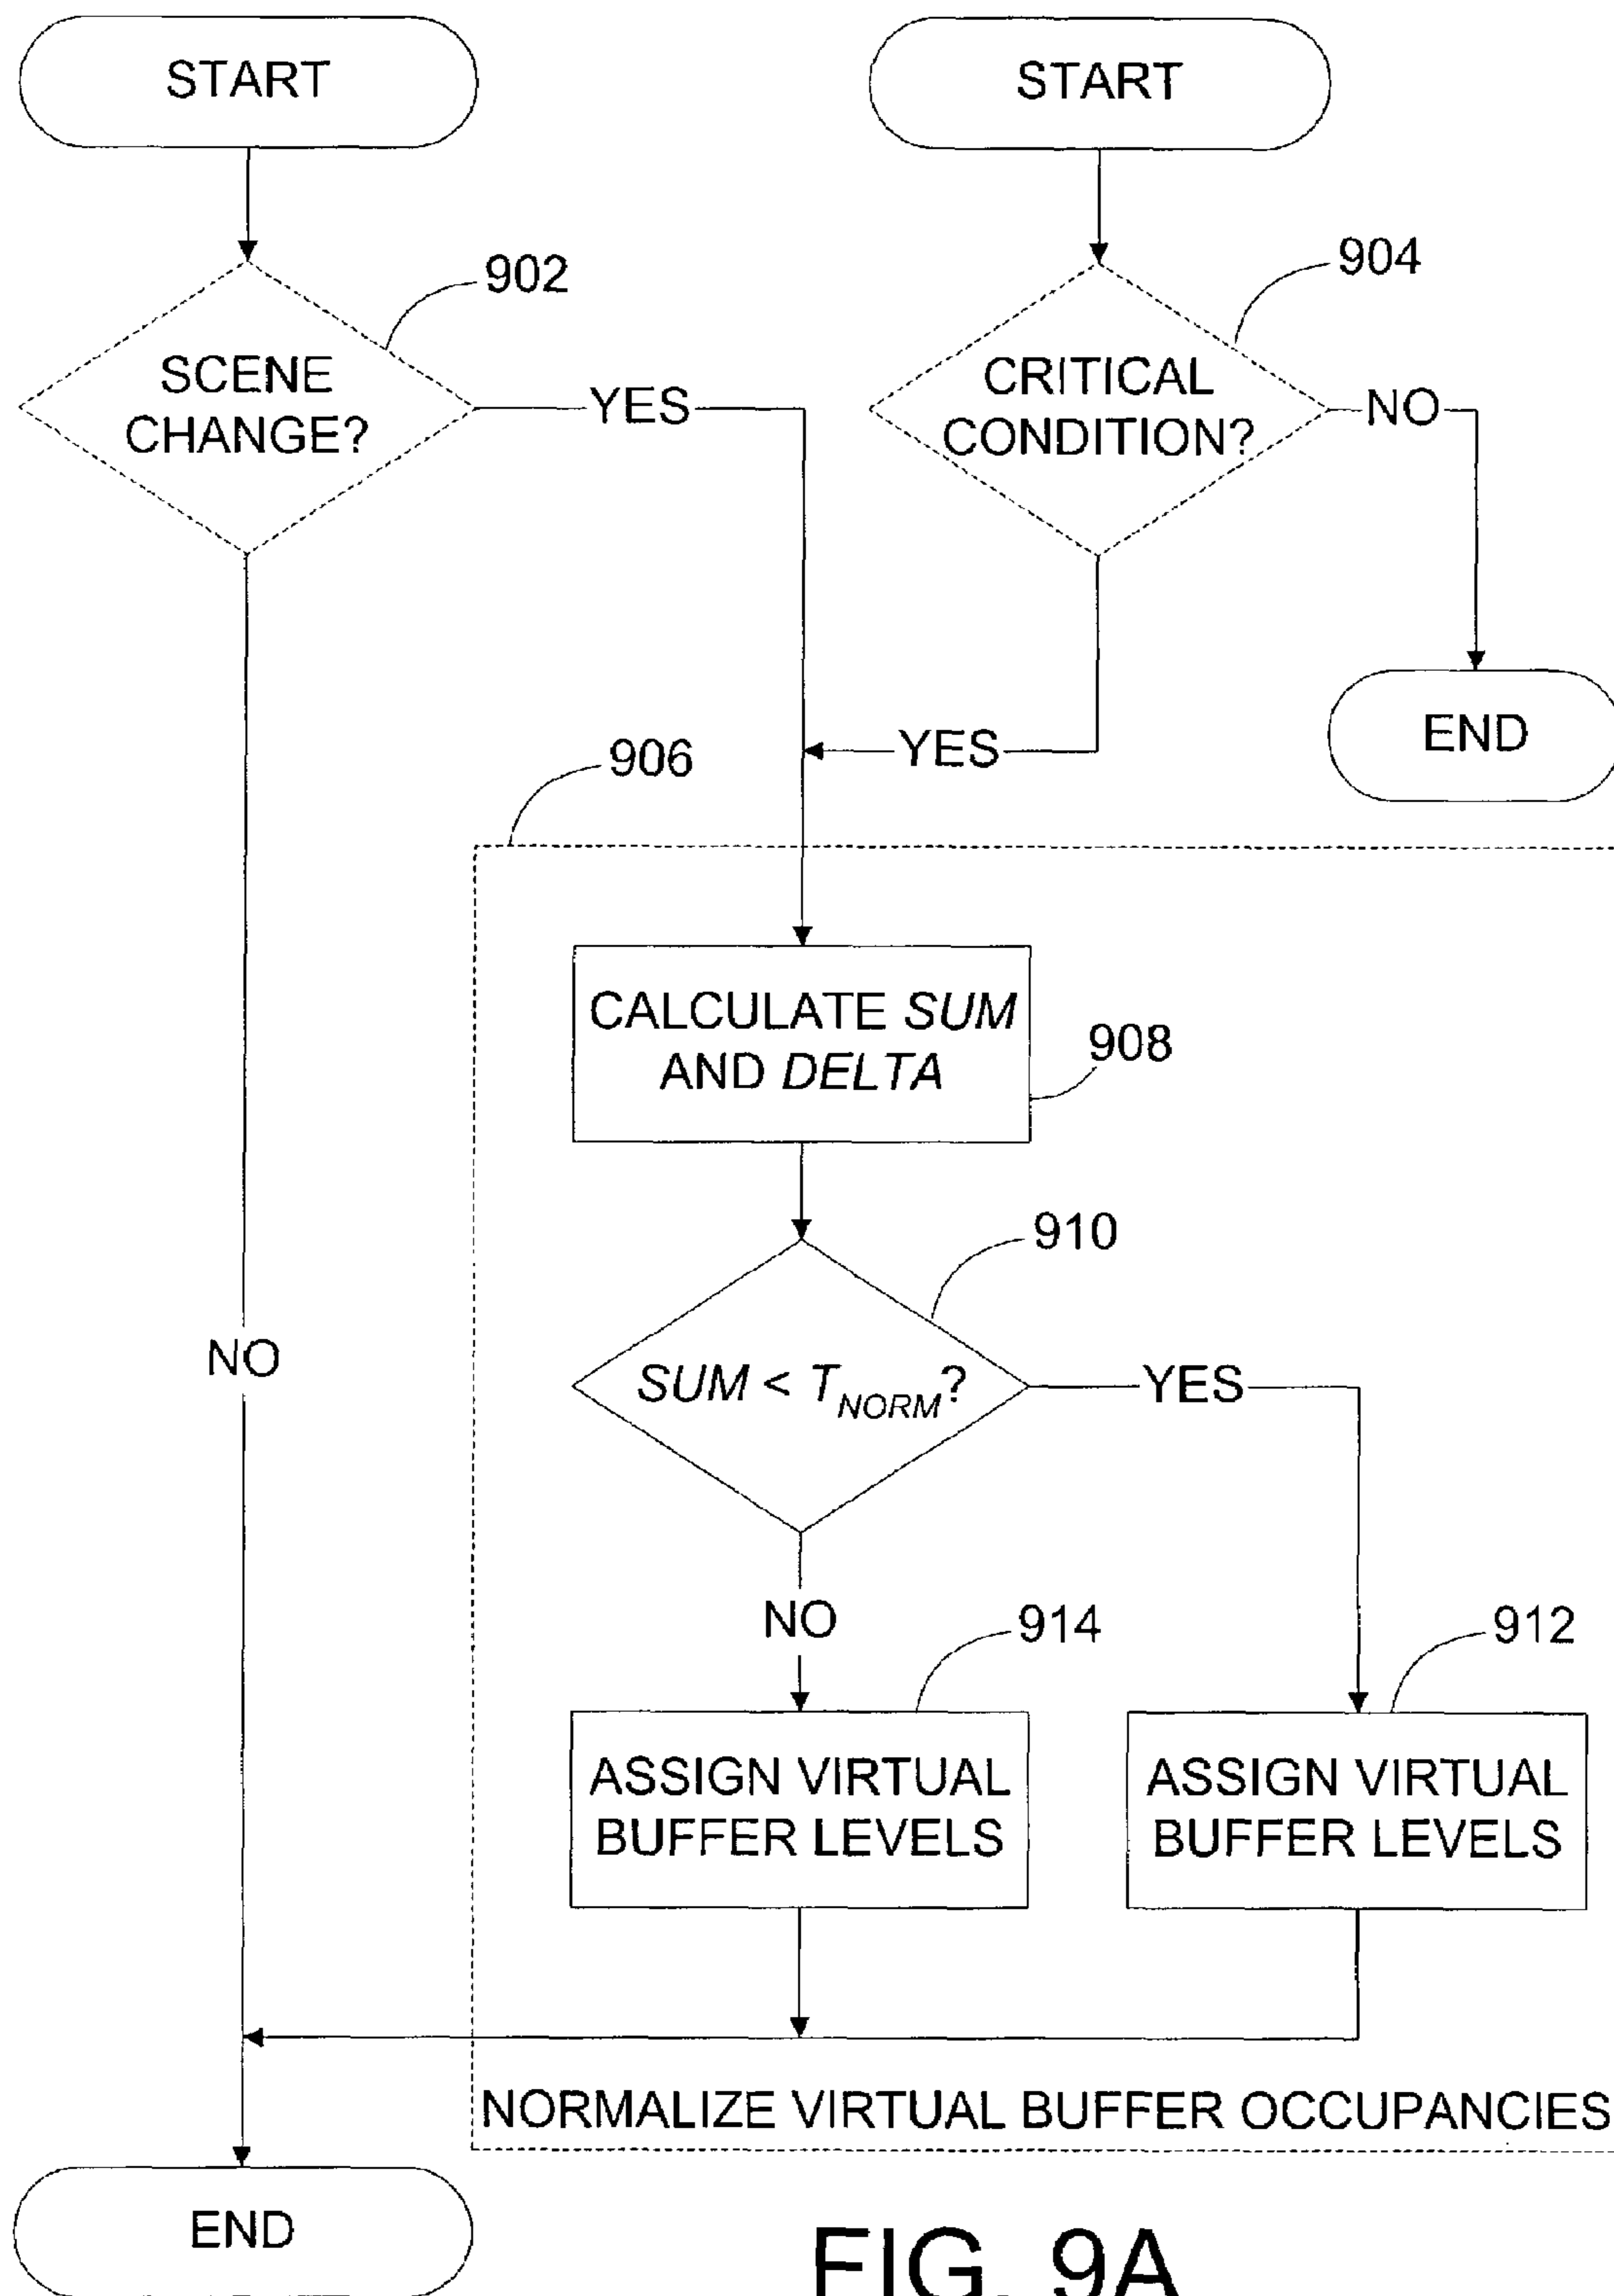 START
START
902
904
SCENE
CHANGE?
YES
CRITICAL
CONDITION?
NO
YES
END
906
CALCULATE SUM
AND DELTA
908
910
SUM < T_NORM?
YES
NO
NO
914
912
ASSIGN VIRTUAL
BUFFER LEVELS
ASSIGN VIRTUAL
BUFFER LEVELS
NORMALIZE VIRTUAL BUFFER OCCUPANCIES
END
FIG. 9A